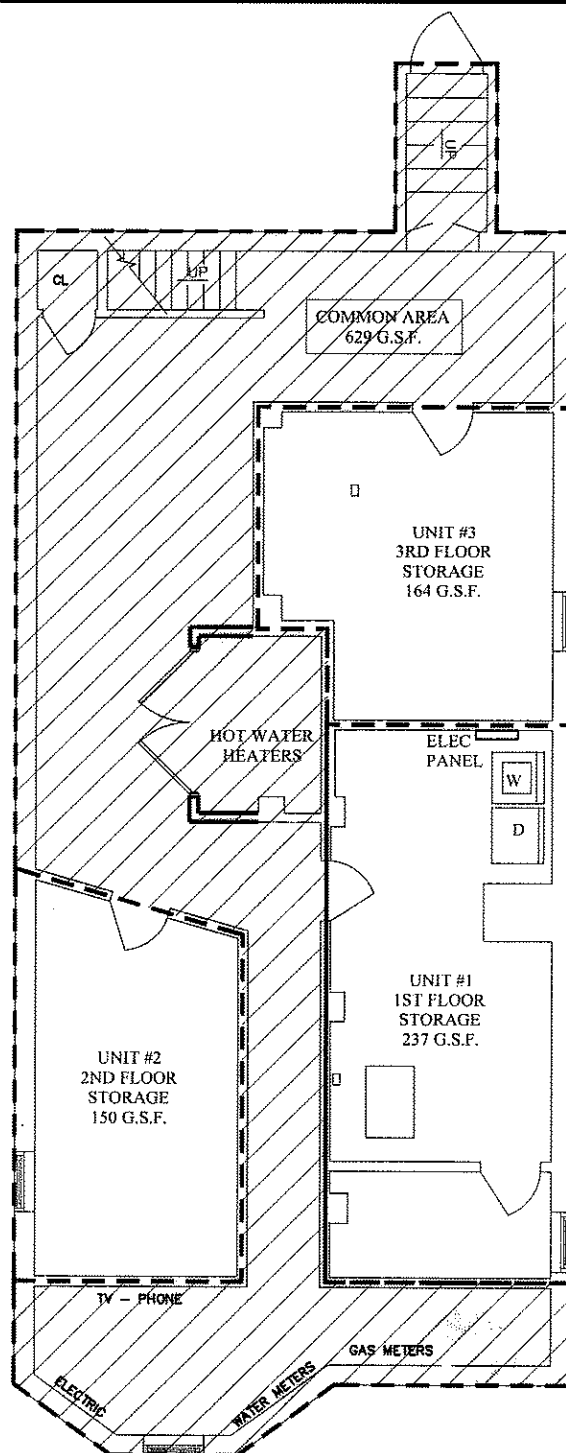 UP
CL
UP
COMMON AREA
629 G.S.F.
UNIT #3
3RD FLOOR
STORAGE
164 G.S.F.
HOT WATER
HEATERS
ELEC
PANEL
W
D
UNIT #1
1ST FLOOR
STORAGE
237 G.S.F.
UNIT #2
2ND FLOOR
STORAGE
150 G.S.F.
TV - PHONE
GAS METERS
ELECTRIC
WATER METERS